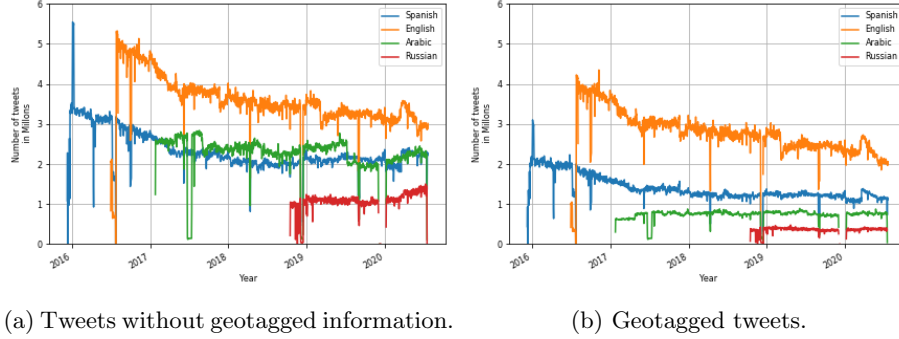 6
5
4
3
2
1
0
Number of tweets
in Millons
2016
2017
2018
2019
2020
Year
Spanish
English
Arabic
Russian
6
5
4
3
2
1
0
Number of tweets
in Millons
2016
2017
2018
2019
2020
Year
Spanish
English
Arabic
Russian
(a) Tweets without geotagged information.
(b) Geotagged tweets.